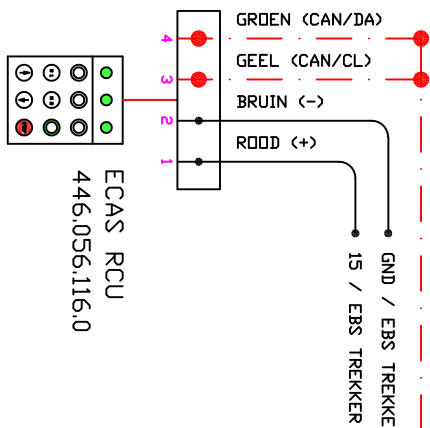 GROEN (CAN/DA)
4
GEEL (CAN/CL)
3
BRUIN (-)
2
ROOD (+)
1
ECAS RCU
446.056.116.0
GND / EBS TREKKE
15 / EBS TREKKER